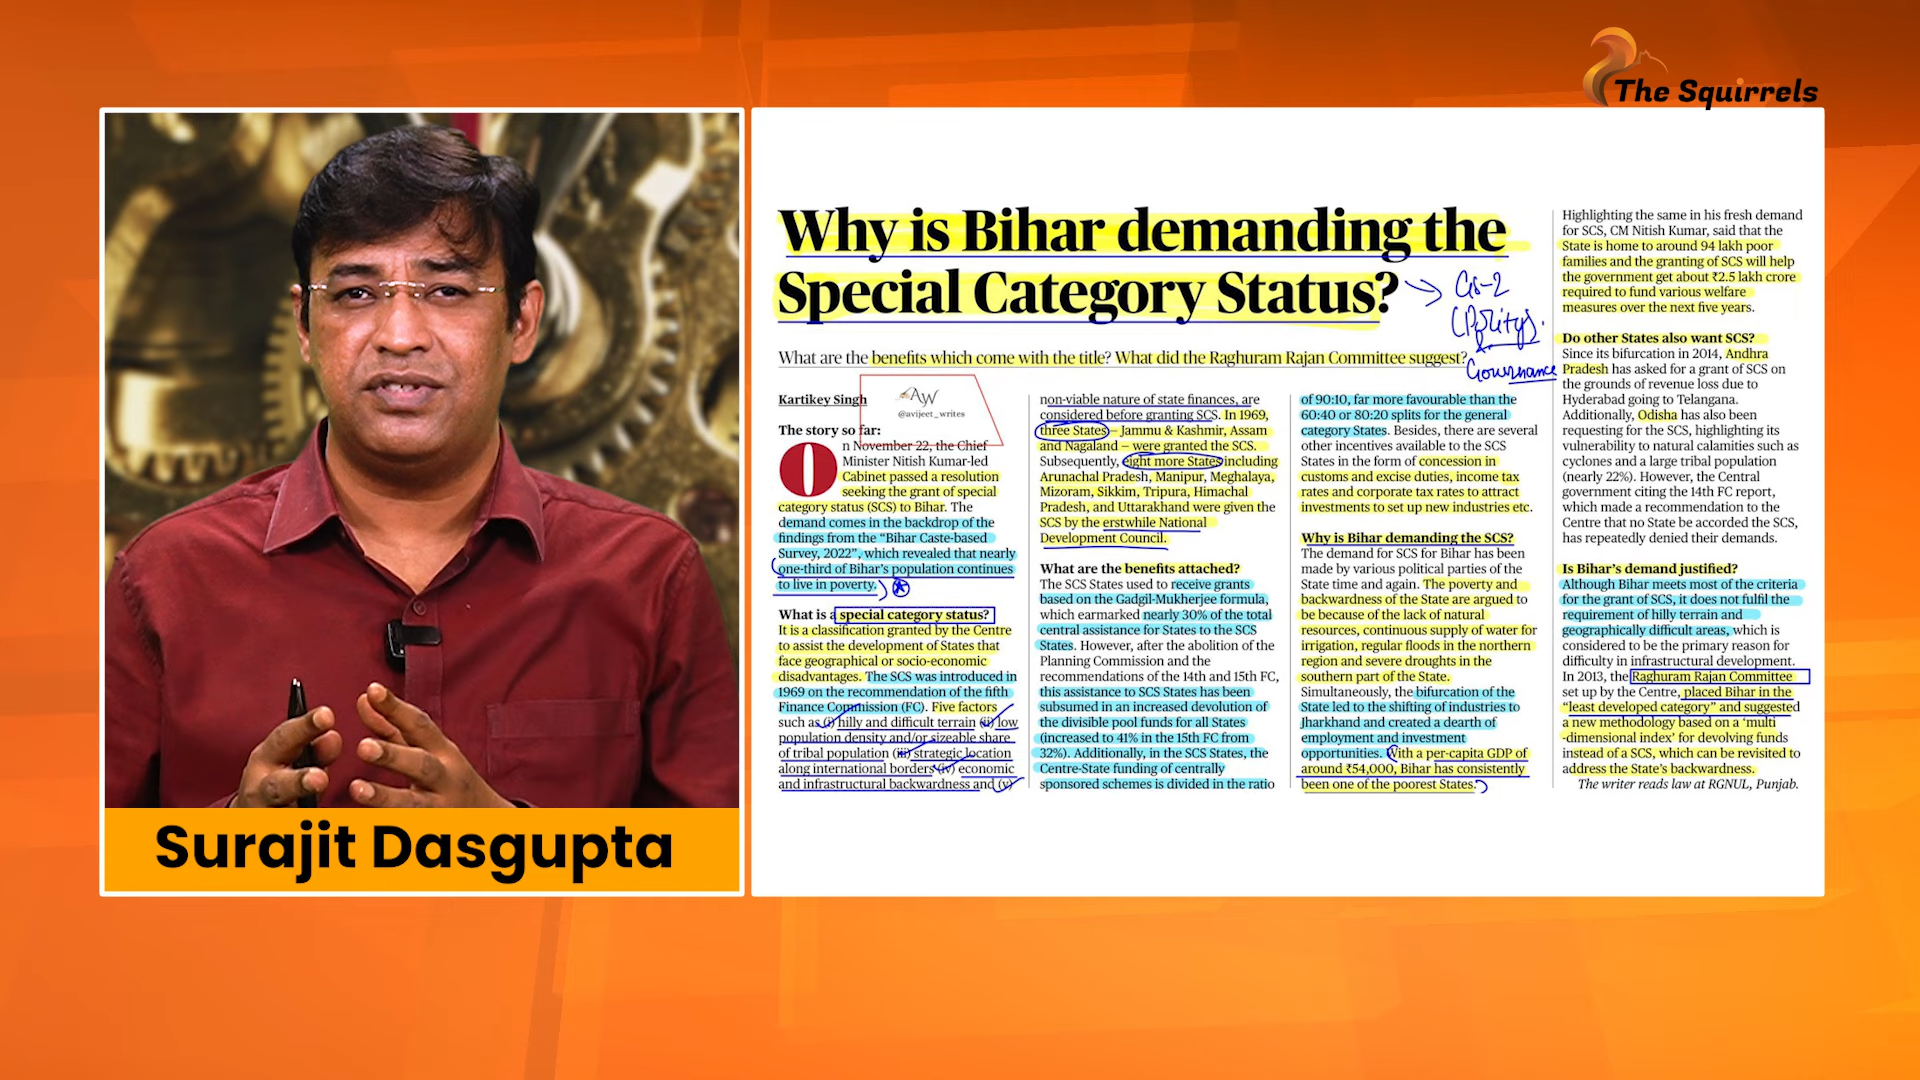 The Squirrels
Surajit Dasgupta
Why is Bihar demanding the
Special Category Status?
GS-2
(Polity).
Governance
What are the benefits which come with the title? What did the Raghuram Rajan Committee suggest?
Kartikey Singh
AW
@avijeet_writes
The story so far:
On November 22, the Chief
Minister Nitish Kumar-led
Cabinet passed a resolution
seeking the grant of special
category status (SCS) to Bihar. The
demand comes in the backdrop of the
findings from the “Bihar Caste-based
Survey, 2022”, which revealed that nearly
one-third of Bihar’s population continues
to live in poverty.
What is a special category status?
It is a classification granted by the Centre
to assist the development of States that
face geographical or socio-economic
disadvantages. The SCS was introduced in
1969 on the recommendation of the fifth
Finance Commission (FC). Five factors
such as (i) hilly and difficult terrain (ii) low
population density and/or sizeable share
of tribal population (iii) strategic location
along international borders (iv) economic
and infrastructural backwardness and (v)
non-viable nature of state finances, are
considered before granting SCS. In 1969,
three States – Jammu & Kashmir, Assam
and Nagaland – were granted the SCS.
Subsequently, eight more States including
Arunachal Pradesh, Manipur, Meghalaya,
Mizoram, Sikkim, Tripura, Himachal
Pradesh, and Uttarakhand were given the
SCS by the erstwhile National
Development Council.
What are the benefits attached?
The SCS States used to receive grants
based on the Gadgil-Mukherjee formula,
which earmarked nearly 30% of the total
central assistance for States to the SCS
States. However, after the abolition of the
Planning Commission and the
recommendations of the 14th and 15th FC,
this assistance to SCS States has been
subsumed in an increased devolution of
the divisible pool funds for all States
(increased to 41% in the 15th FC from
32%). Additionally, in the SCS States, the
Centre-State funding of centrally
sponsored schemes is divided in the ratio
of 90:10, far more favourable than the
60:40 or 80:20 splits for the general
category States. Besides, there are several
other incentives available to the SCS
States in the form of concession in
customs and excise duties, income tax
rates and corporate tax rates to attract
investments to set up new industries etc.
Why is Bihar demanding the SCS?
The demand for SCS for Bihar has been
made by various political parties of the
State time and again. The poverty and
backwardness of the State are argued to
be because of the lack of natural
resources, continuous supply of water for
irrigation, regular floods in the northern
region and severe droughts in the
southern part of the State.
Simultaneously, the bifurcation of the
State led to the shifting of industries to
Jharkhand and created a dearth of
employment and investment
opportunities. With a per-capita GDP of
around ₹54,000, Bihar has consistently
been one of the poorest States.
Highlighting the same in his fresh demand
for SCS, CM Nitish Kumar, said that the
State is home to around 94 lakh poor
families and the granting of SCS will help
the government get about ₹2.5 lakh crore
required to fund various welfare
measures over the next five years.
Do other States also want SCS?
Since its bifurcation in 2014, Andhra
Pradesh has asked for a grant of SCS on
the grounds of revenue loss due to
Hyderabad going to Telangana.
Additionally, Odisha has also been
requesting for the SCS, highlighting its
vulnerability to natural calamities such as
cyclones and a large tribal population
(nearly 22%). However, the Central
government citing the 14th FC report,
which made a recommendation to the
Centre that no State be accorded the SCS,
has repeatedly denied their demands.
Is Bihar’s demand justified?
Although Bihar meets most of the criteria
for the grant of SCS, it does not fulfil the
requirement of hilly terrain and
geographically difficult areas, which is
considered to be the primary reason for
difficulty in infrastructural development.
In 2013, the Raghuram Rajan Committee
set up by the Centre, placed Bihar in the
“least developed category” and suggested
a new methodology based on a ‘multi
-dimensional index’ for devolving funds
instead of a SCS, which can be revisited to
address the State’s backwardness.
The writer reads law at RGNUL, Punjab.